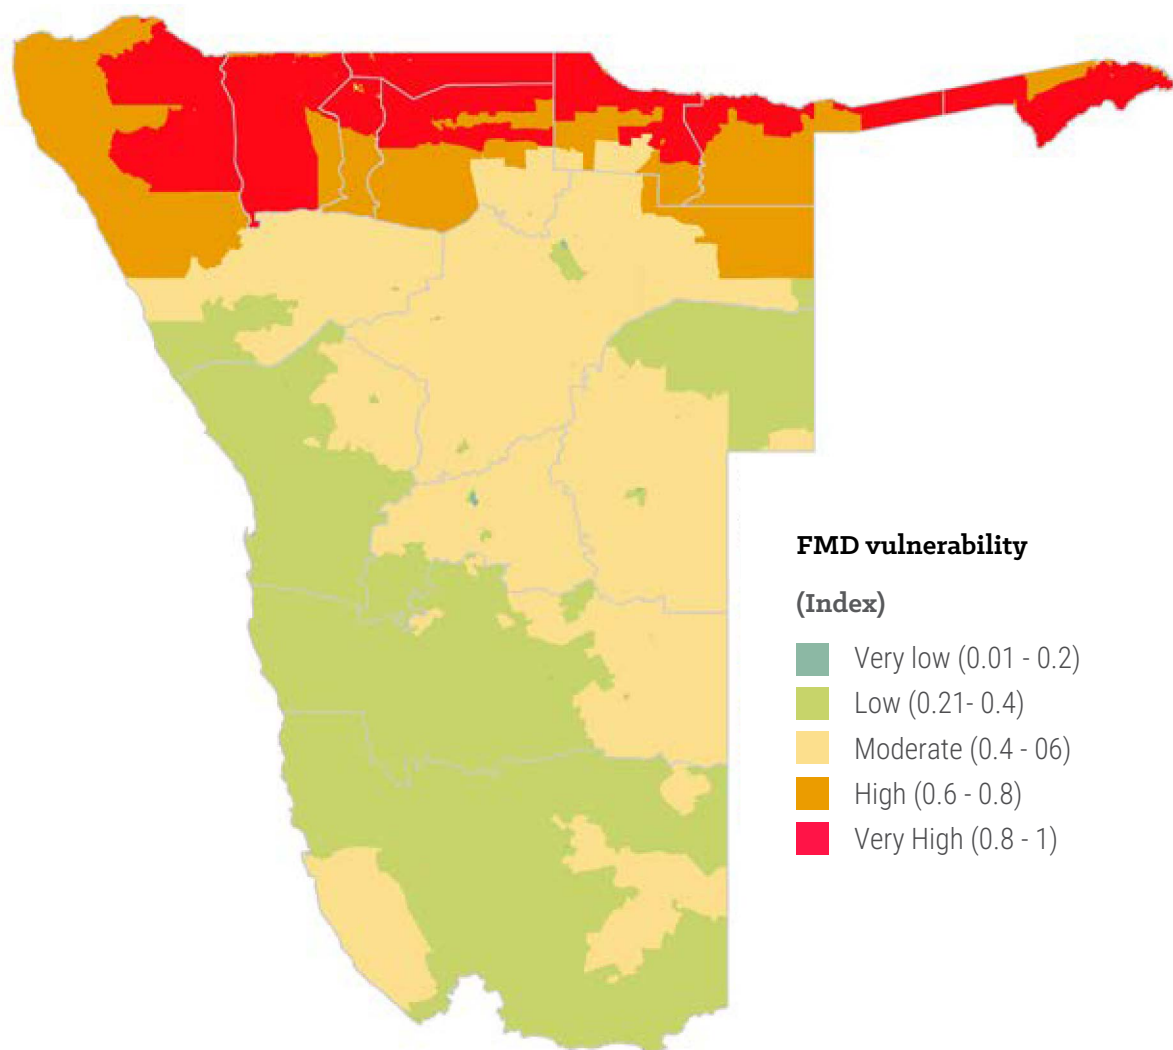 FMD vulnerability
(Index)
Very low (0.01 - 0.2)
Low (0.21- 0.4)
Moderate (0.4 - 06)
High (0.6 - 0.8)
Very High (0.8 - 1)